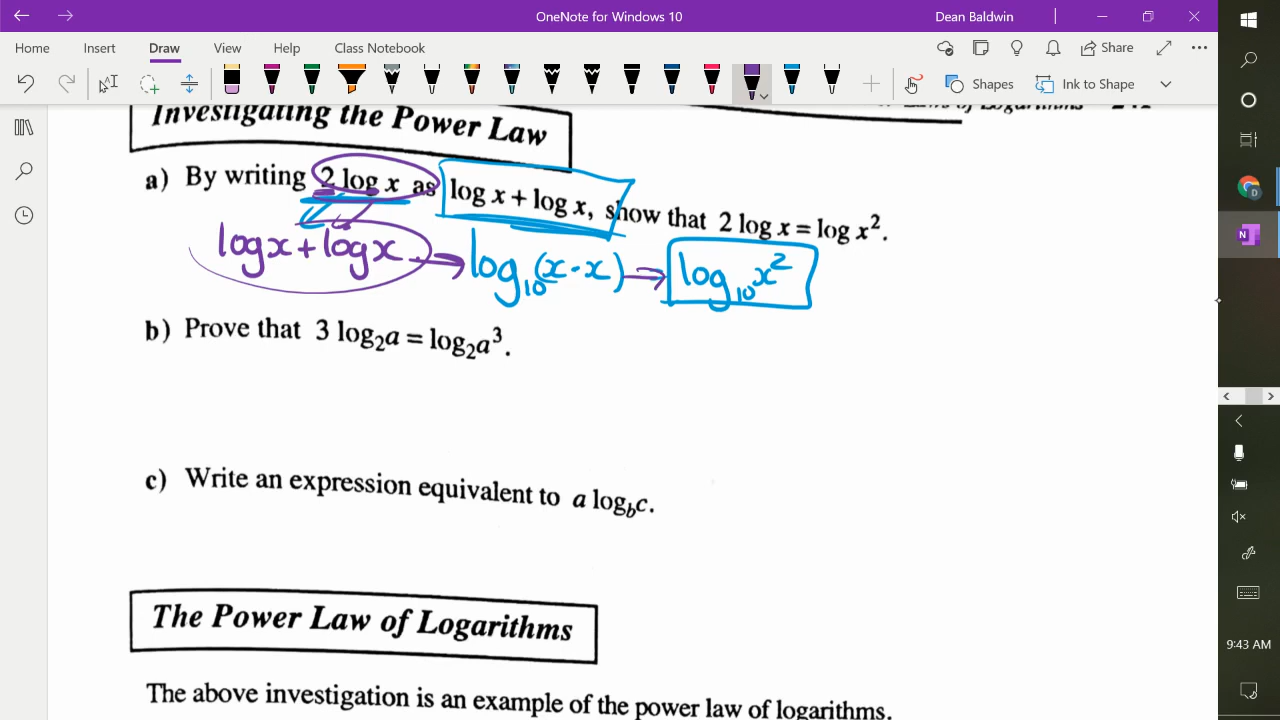 OneNote for Windows 10
Dean Baldwin
Home Insert Draw View Help Class Notebook
Share
Shapes Ink to Shape
Investigating the Power Law
a) By writing 2 log x as log x + log x, show that 2 log x = log x².
logx + logx → log₁₀(x·x) → log₁₀x²
b) Prove that 3 log₂a = log₂a³.
c) Write an expression equivalent to a log_b c.
The Power Law of Logarithms
The above investigation is an example of the power law of logarithms.
9:43 AM